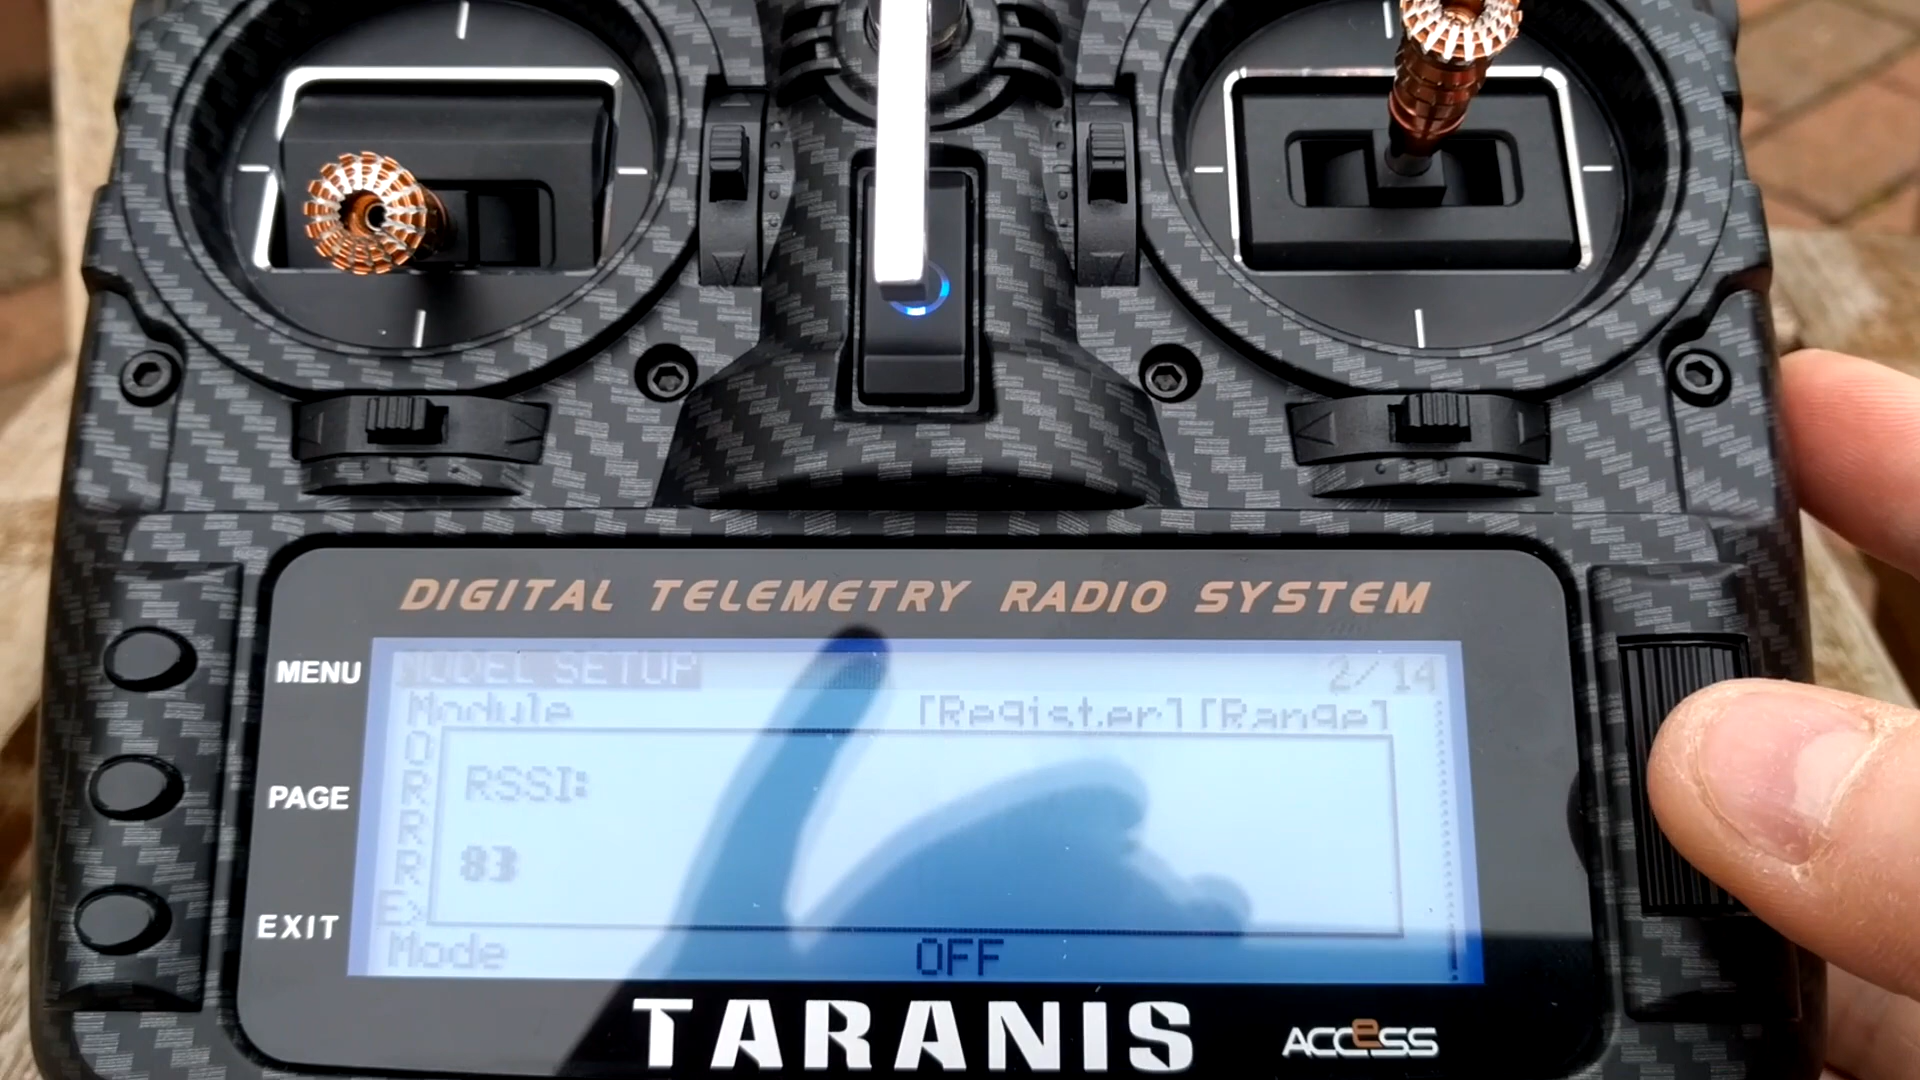 DIGITAL TELEMETRY RADIO SYSTEM
MENU
PAGE
EXIT
MODEL SETUP 2/14
Module [Register] [Range]
O
R
R
R
E
RSSI:
83
Mode OFF
TARANIS
ACCESS